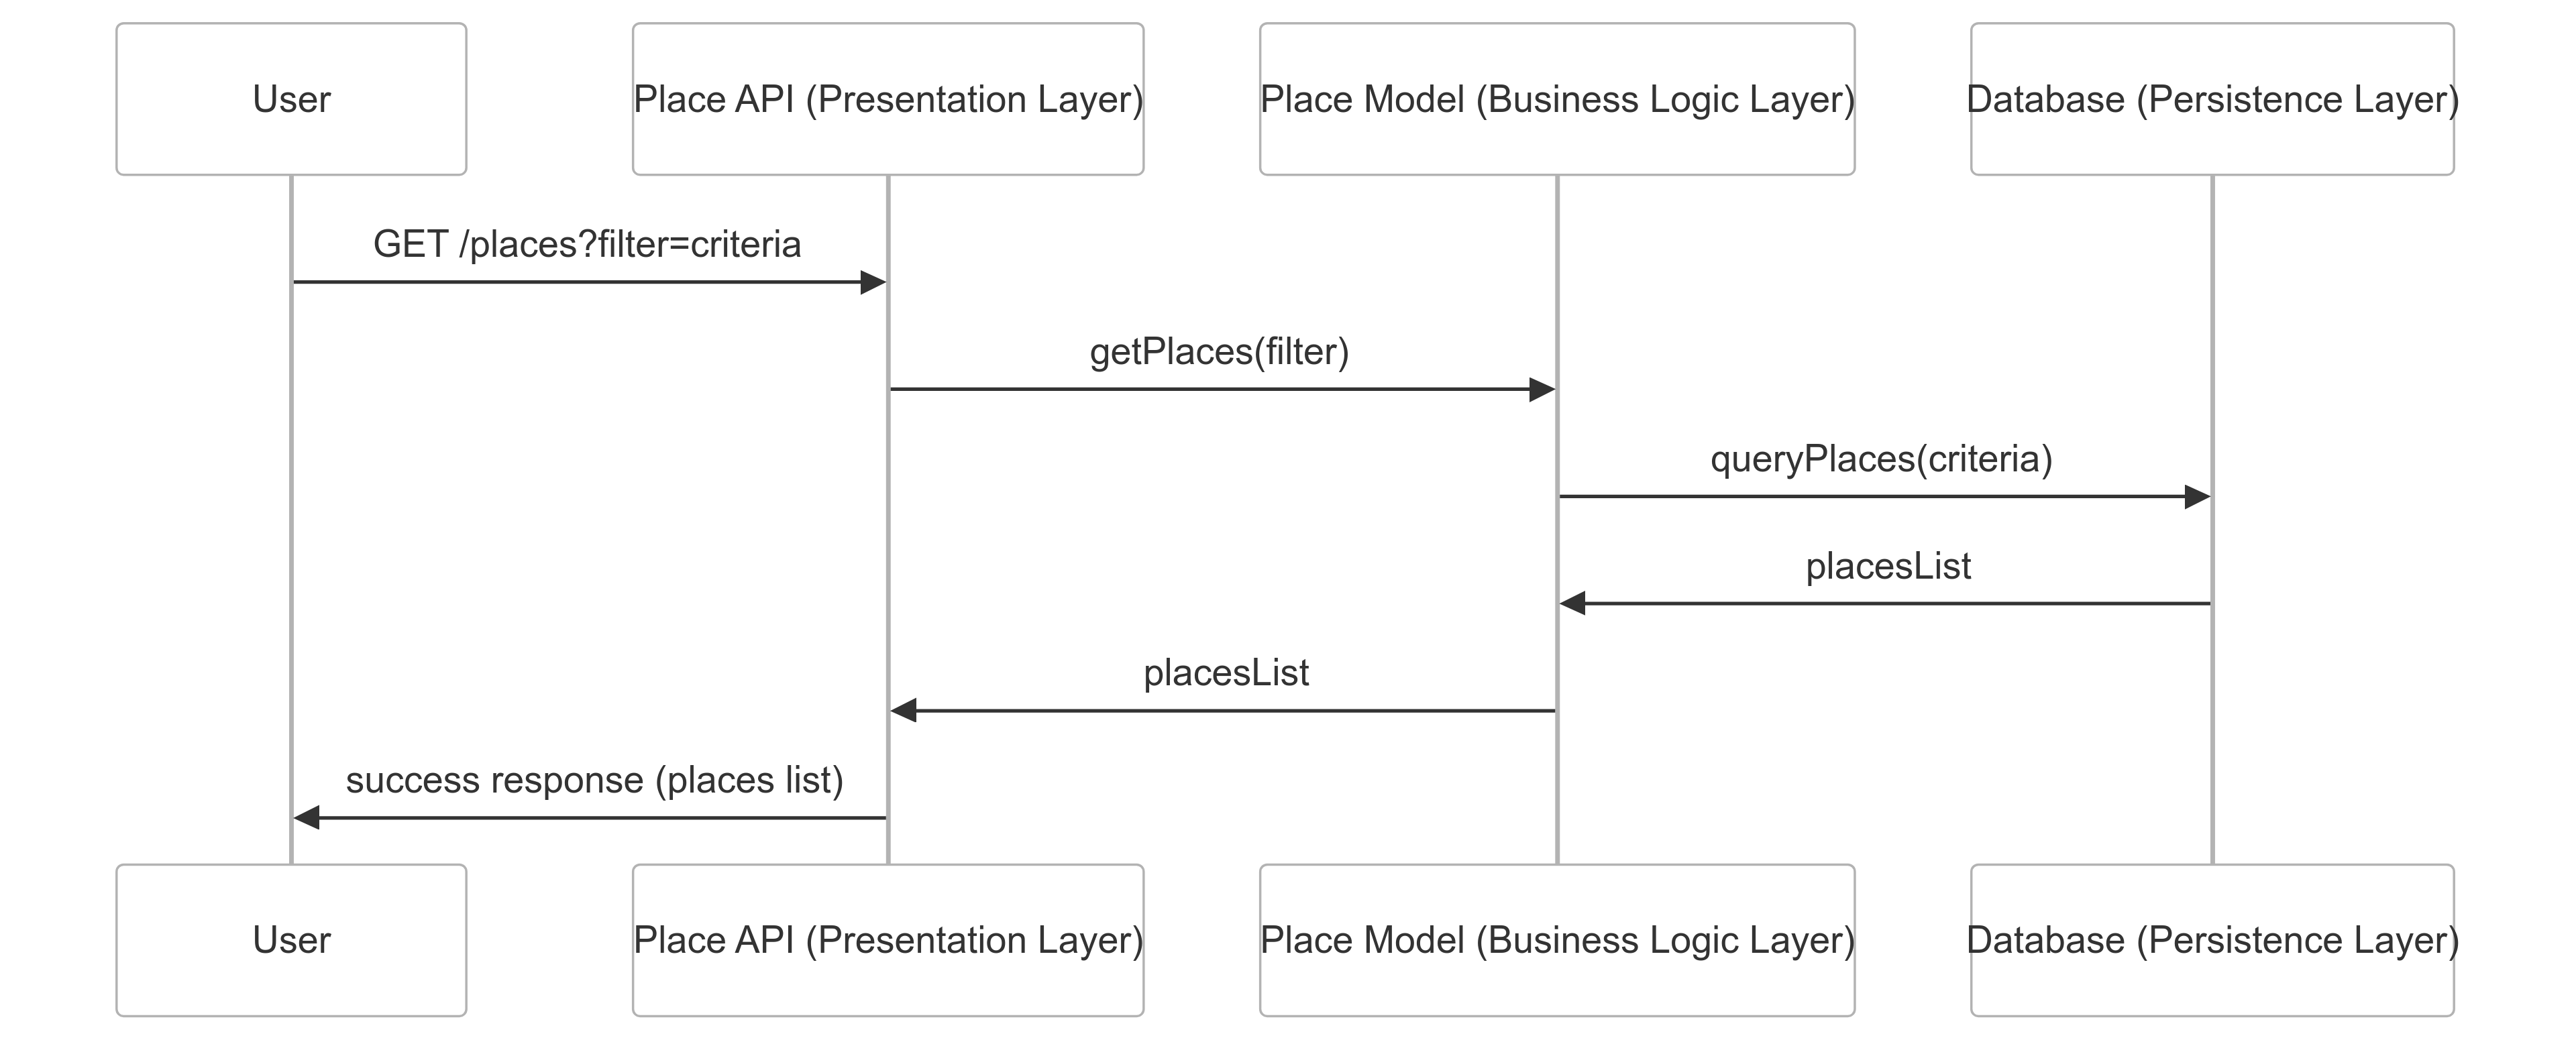 User
Place API (Presentation Layer)
Place Model (Business Logic Layer)
Database (Persistence Layer)
GET /places?filter=criteria
getPlaces(filter)
queryPlaces(criteria)
placesList
placesList
success response (places list)
User
Place API (Presentation Layer)
Place Model (Business Logic Layer)
Database (Persistence Layer)